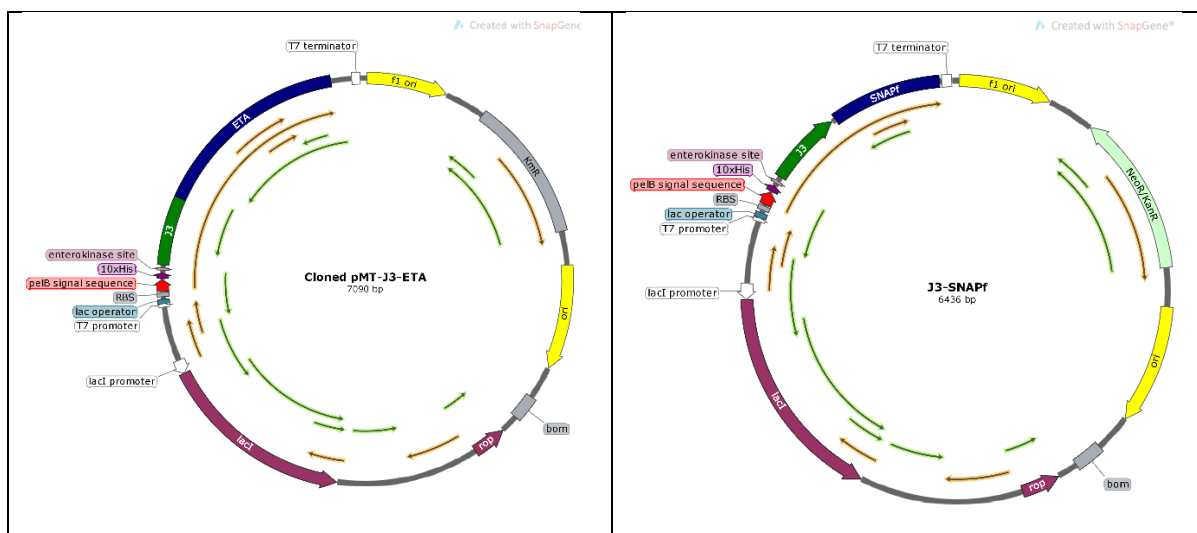 Created with SnapGene
T7 terminator
f1 ori
KmR
ori
bom
rop
lacI
lacI promoter
T7 promoter
lac operator
RBS
pelB signal sequence
10xHis
enterokinase site
J3
ETA
Cloned pMT-J3-ETA
7090 bp
Created with SnapGene®
T7 terminator
f1 ori
NeoR/KanR
ori
bom
rop
lacI
lacI promoter
T7 promoter
lac operator
RBS
pelB signal sequence
10xHis
enterokinase site
J3
SNAPf
J3-SNAPf
6436 bp